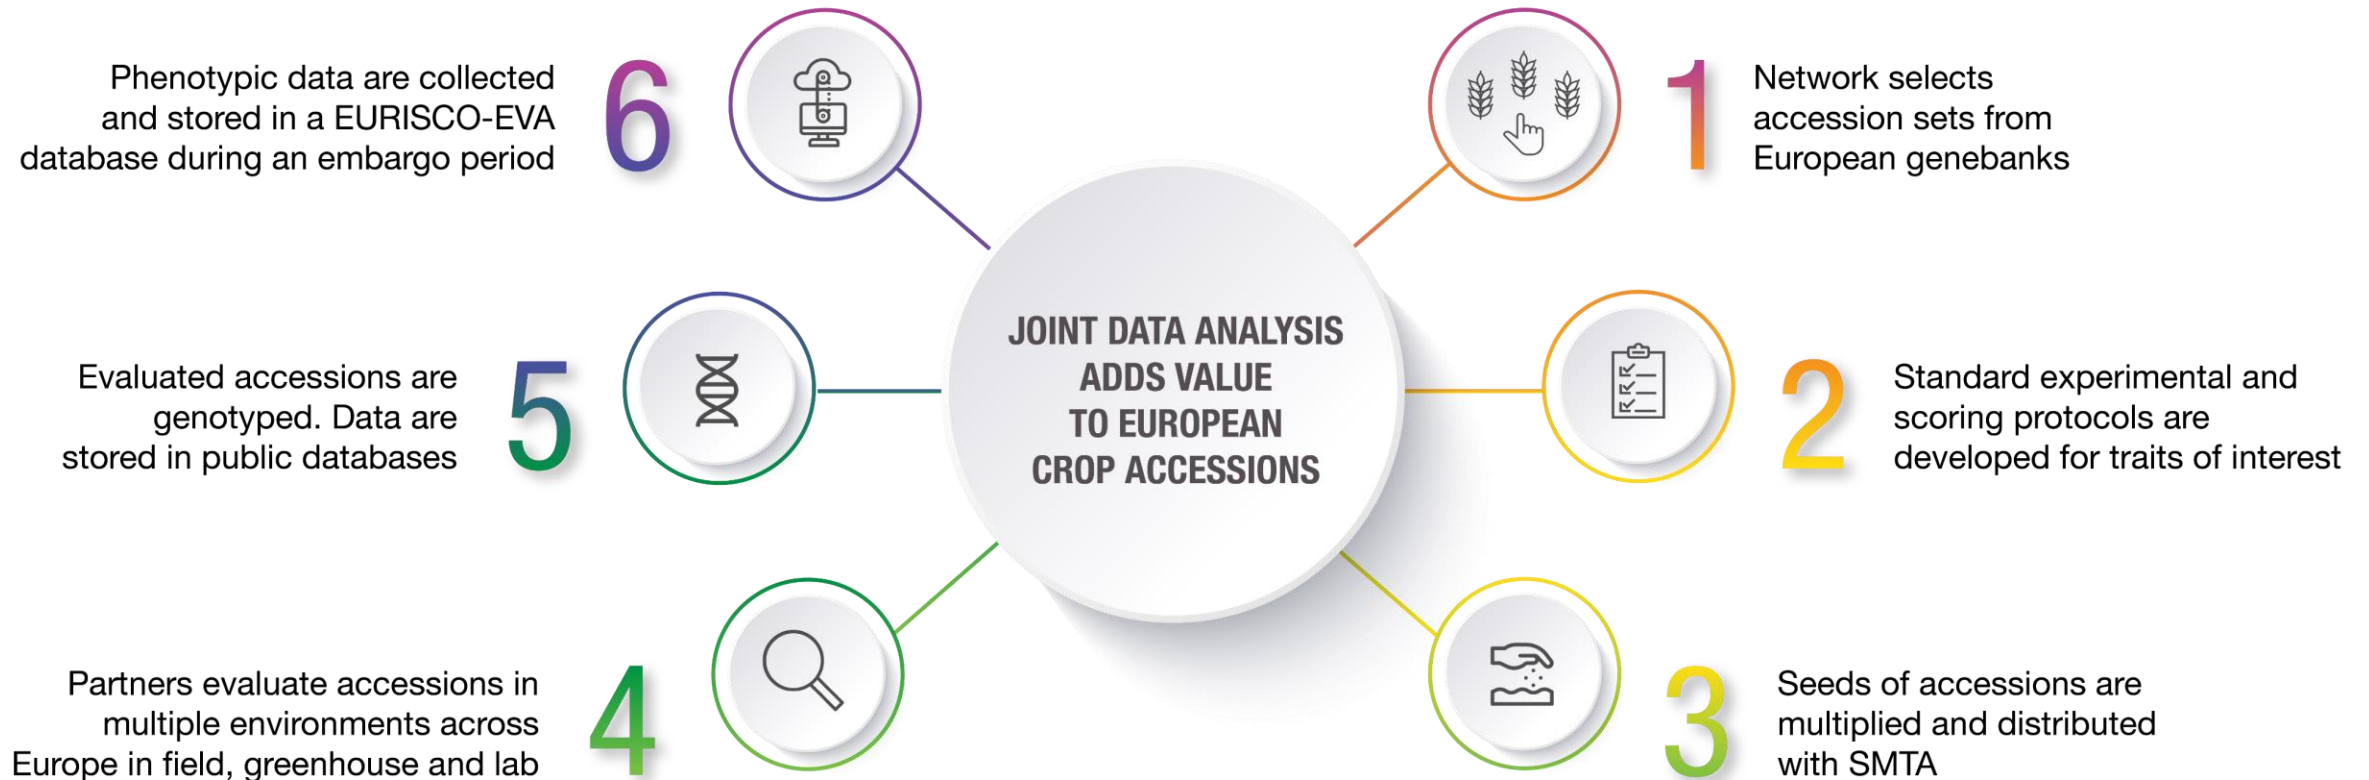 JOINT DATA ANALYSIS
ADDS VALUE
TO EUROPEAN
CROP ACCESSIONS
1
Network selects
accession sets from
European genebanks
2
Standard experimental and
scoring protocols are
developed for traits of interest
3
Seeds of accessions are
multiplied and distributed
with SMTA
4
Partners evaluate accessions in
multiple environments across
Europe in field, greenhouse and lab
5
Evaluated accessions are
genotyped. Data are
stored in public databases
6
Phenotypic data are collected
and stored in a EURISCO-EVA
database during an embargo period